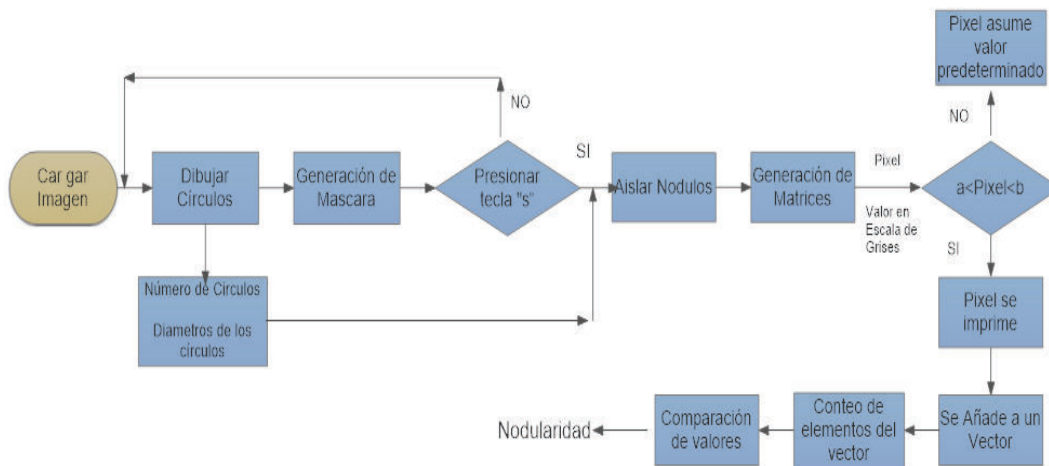 Pixel asume
valor
predeterminado
NO
NO
SI
Car gar
Imagen
Dibujar
Círculos
Generación de
Mascara
Presionar
tecla "s"
Aislar Nodulos
Generación de
Matrices
Pixel
Valor en
Escala de
Grises
a<Pixel<b
SI
Número de Círculos
Diametros de los
círculos
Pixel se
imprime
Se Añade a un
Vector
Conteo de
elementos del
vector
Comparación
de valores
Nodularidad